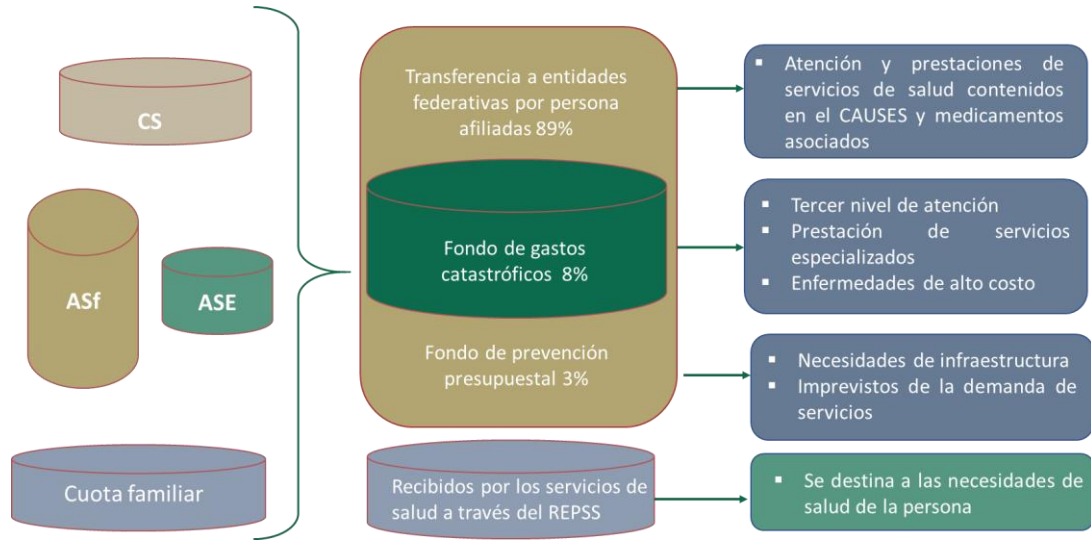 CS
ASf
ASE
Cuota familiar
Transferencia a entidades
federativas por persona
afiliadas 89%
Fondo de gastos
catastróficos 8%
Fondo de prevención
presupuestal 3%
Recibidos por los servicios de
salud a través del REPSS
▪ Atención y prestaciones de
servicios de salud contenidos
en el CAUSES y medicamentos
asociados
▪ Tercer nivel de atención
▪ Prestación de servicios
especializados
▪ Enfermedades de alto costo
▪ Necesidades de infraestructura
▪ Imprevistos de la demanda de
servicios
▪ Se destina a las necesidades de
salud de la persona